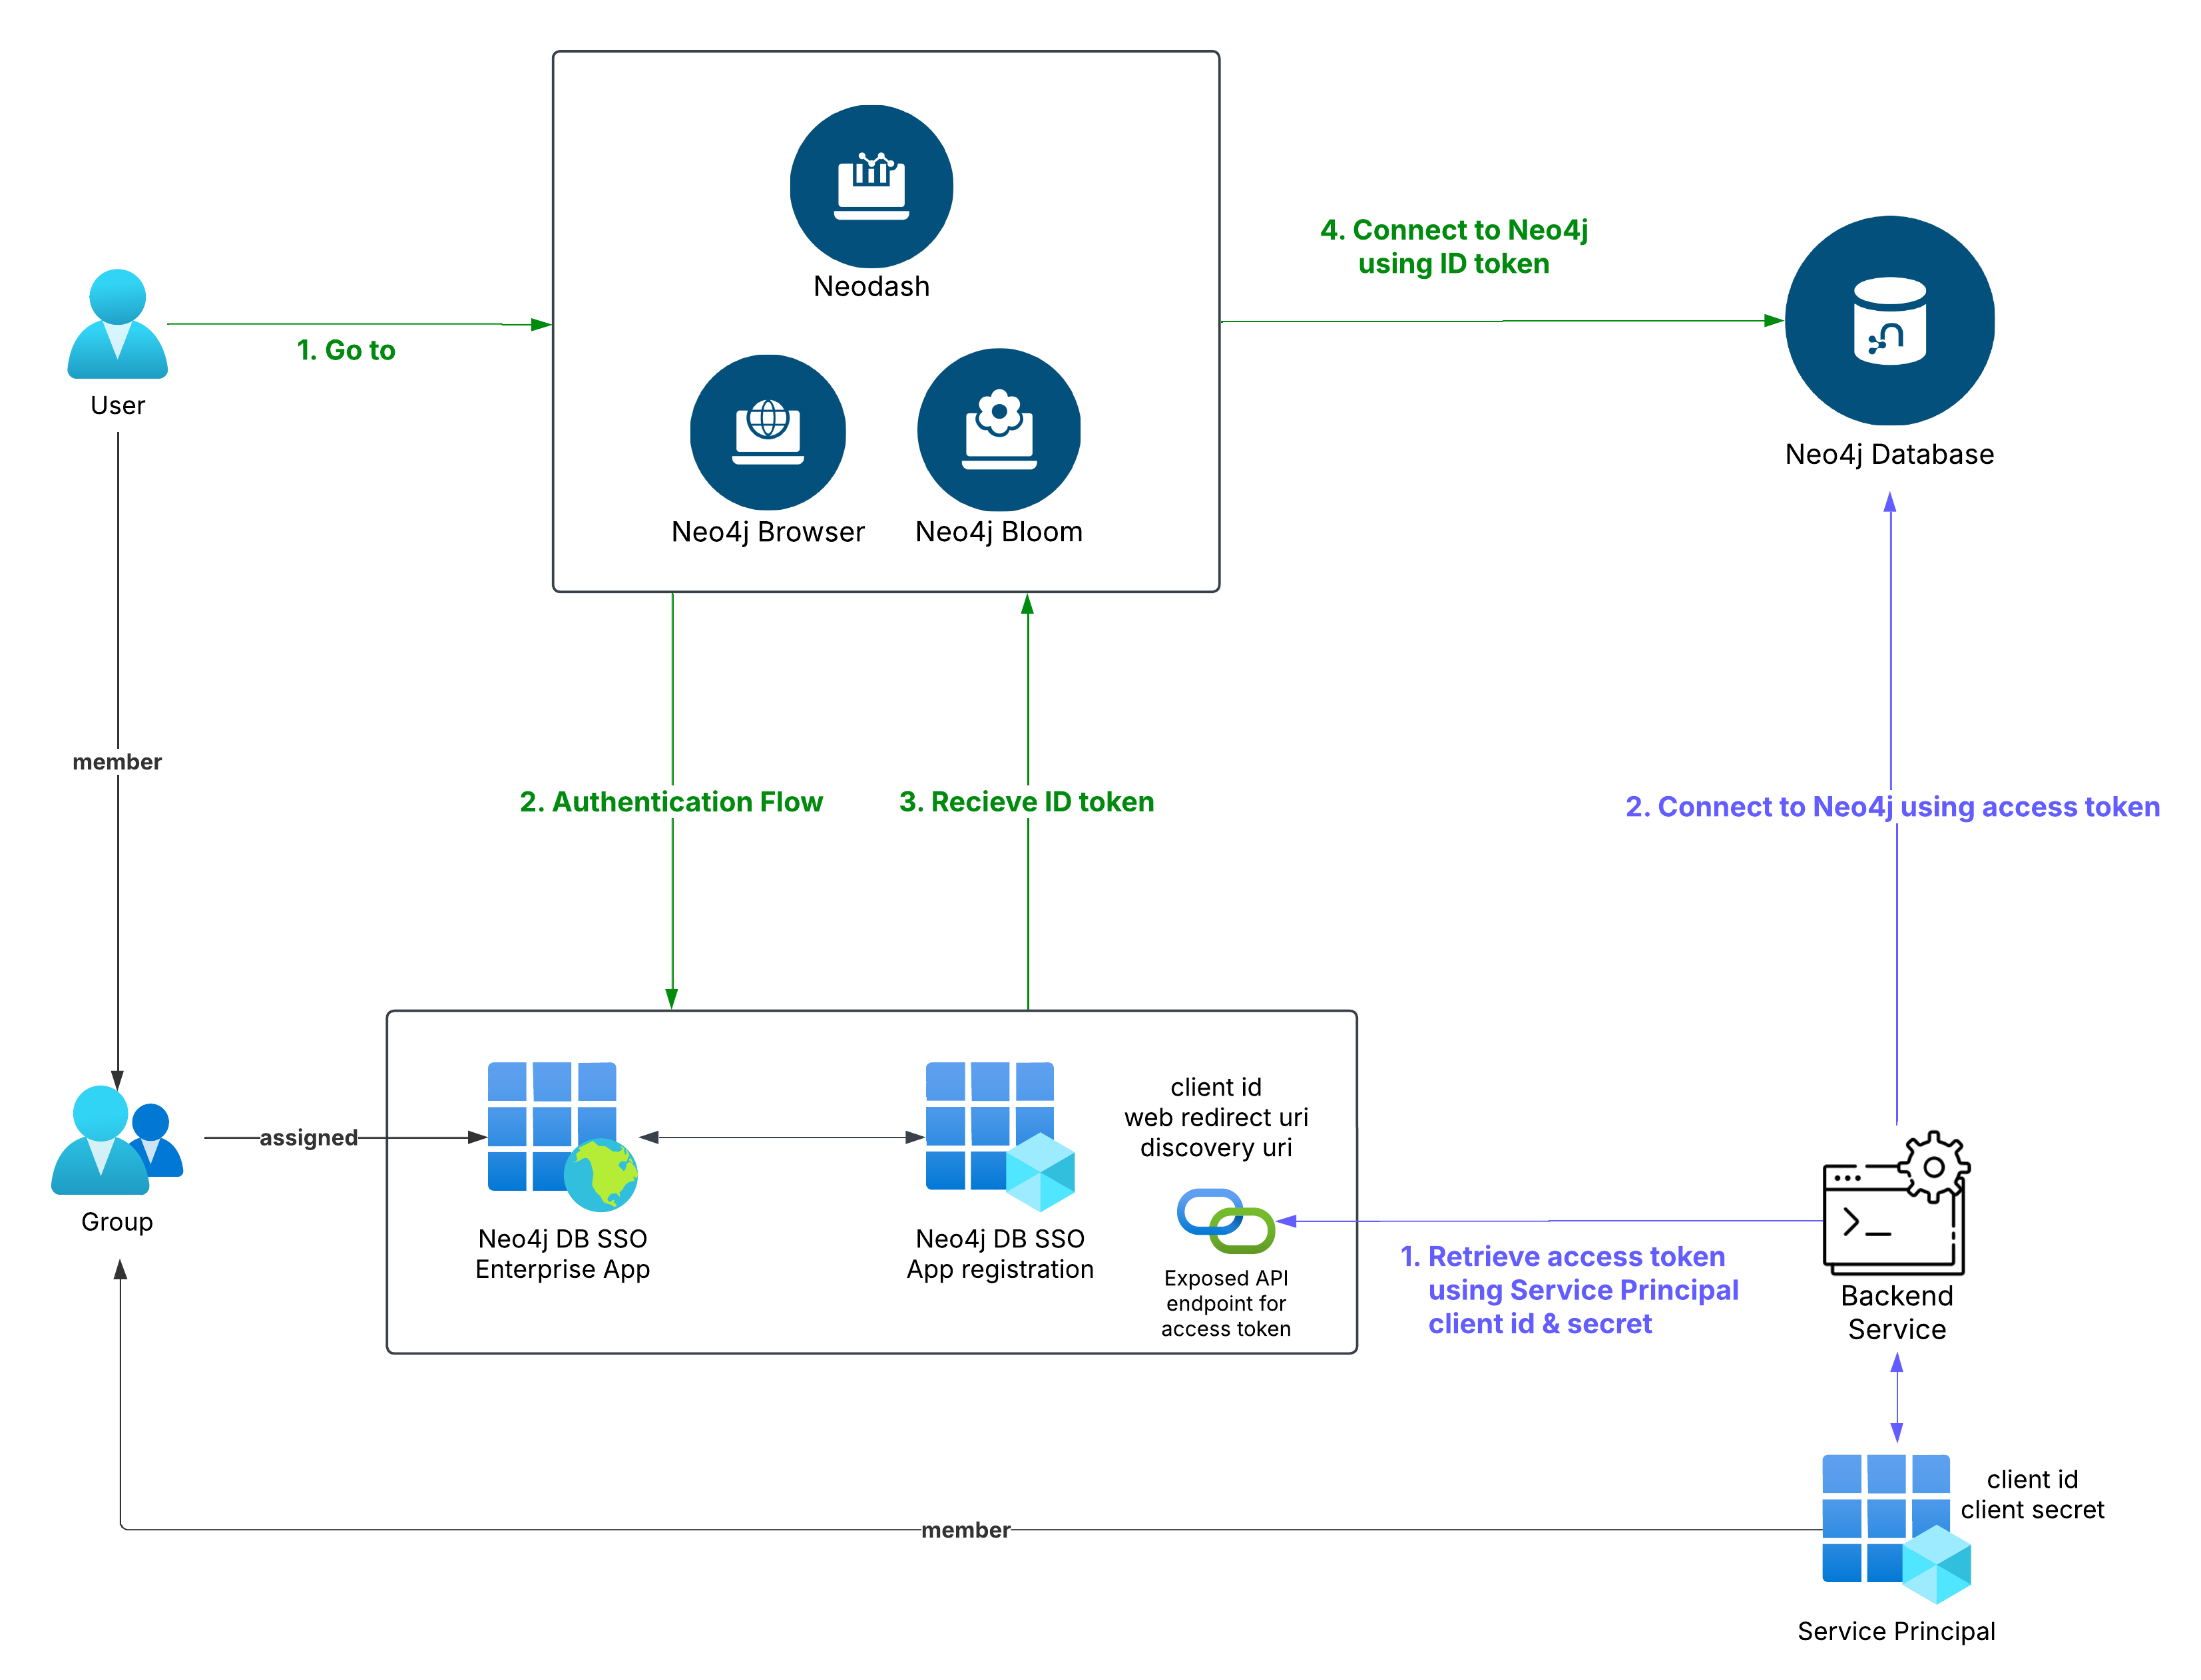 Neodash
4. Connect to Neo4j
using ID token
1. Go to
User
Neo4j Browser
Neo4j Bloom
Neo4j Database
member
2. Authentication Flow
3. Recieve ID token
2. Connect to Neo4j using access token
client id
web redirect uri
discovery uri
assigned
Group
Neo4j DB SSO
Enterprise App
Neo4j DB SSO
App registration
Exposed API
endpoint for
access token
1. Retrieve access token
using Service Principal
client id & secret
Backend
Service
client id
client secret
member
Service Principal